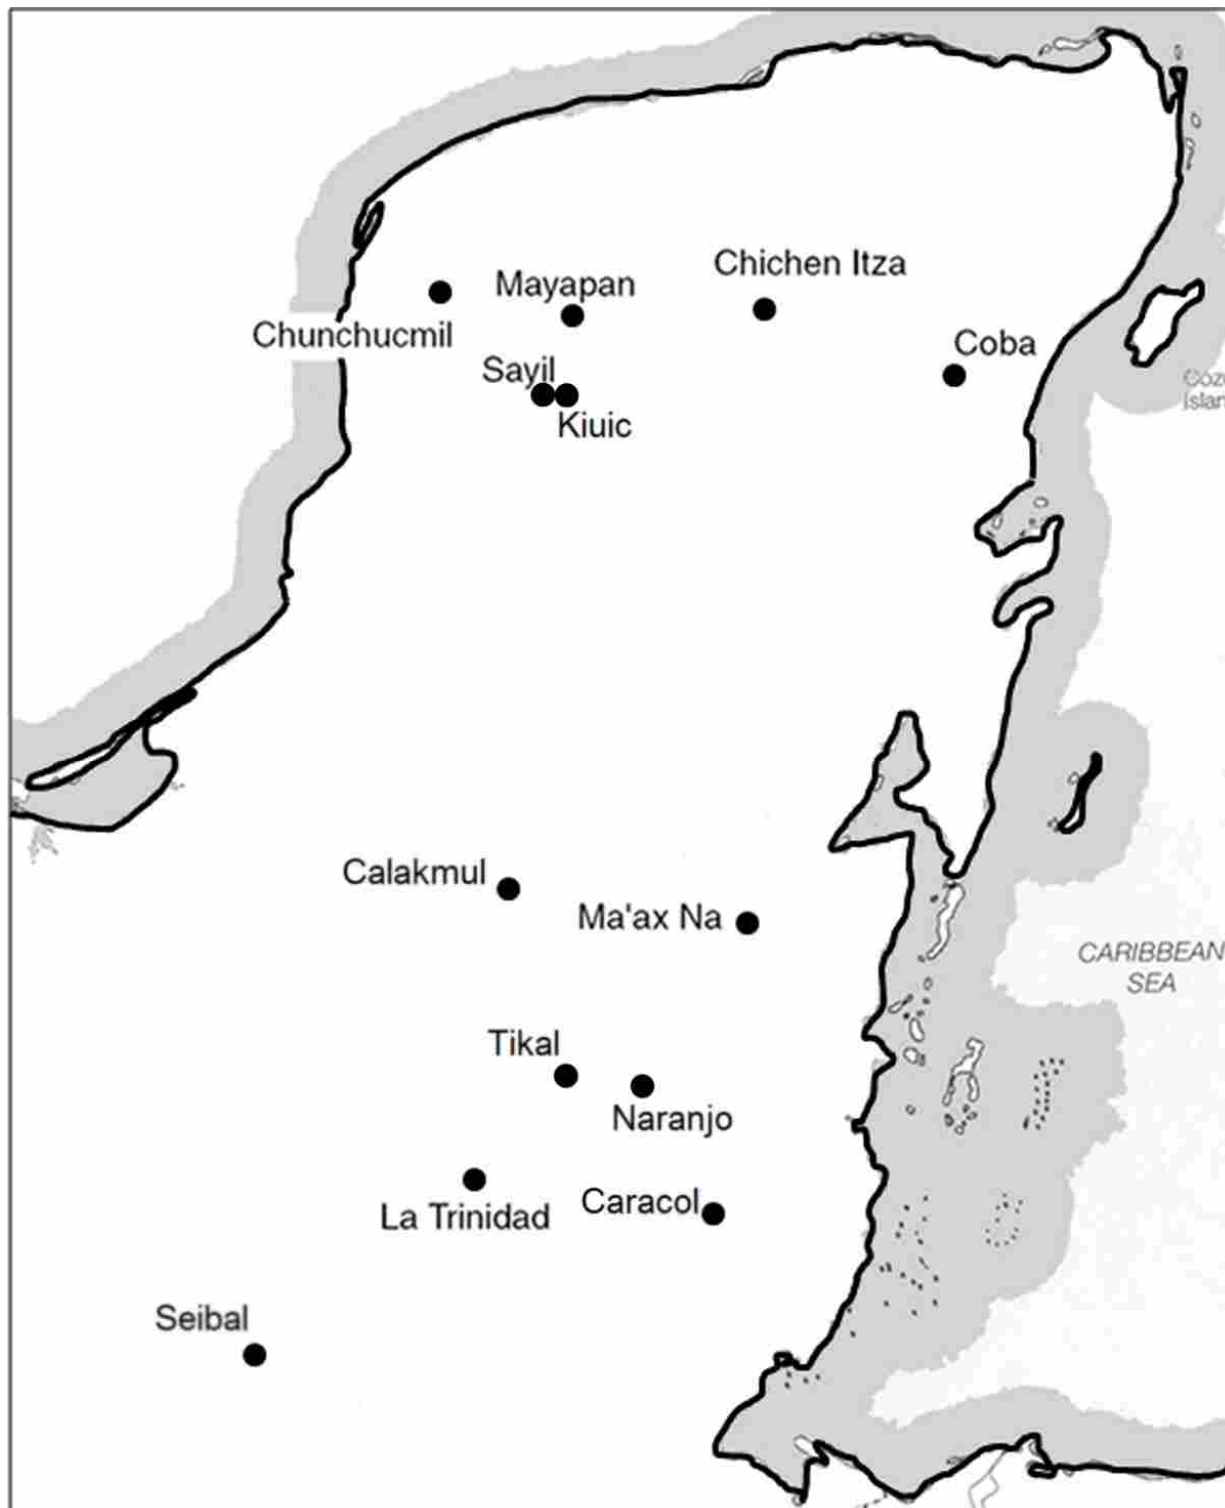 Chichen Itza
Mayapan
Chunchucmil
Coba
Sayil
Kiuic
Islan
Calakmul
Ma'ax Na
CARIBBEAN
SEA
Tikal
Naranjo
La Trinidad
Caracol
Seibal